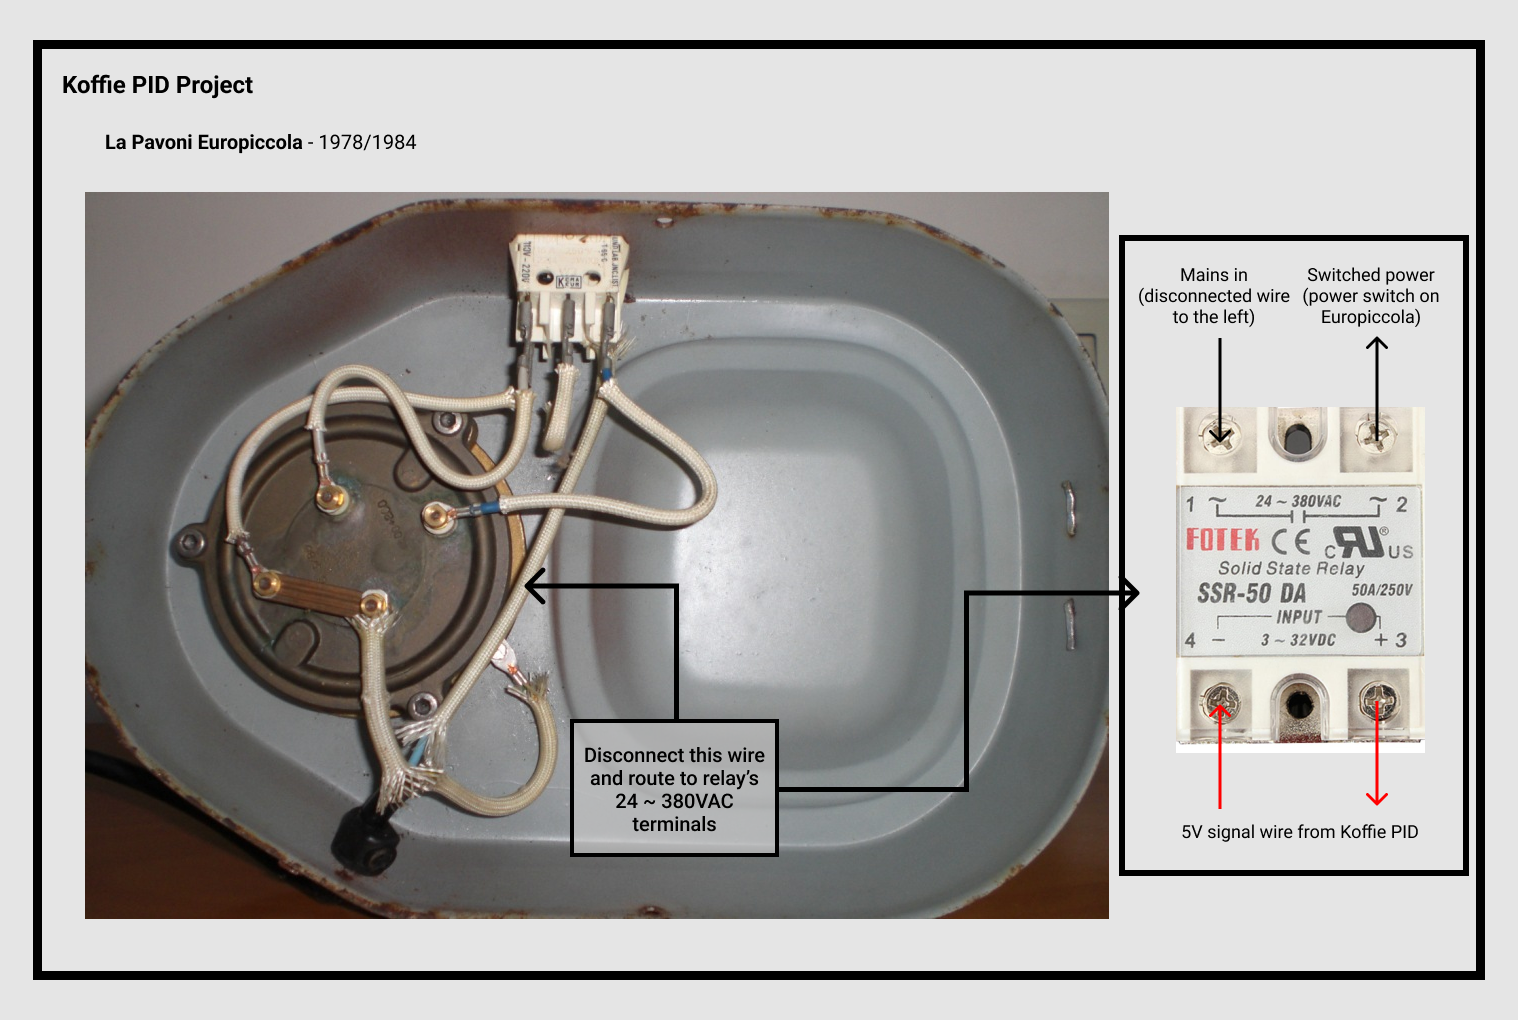 Koffie PID Project
La Pavoni Europiccola - 1978/1984
110V - 220V
Mains in
(disconnected wire
to the left)
Switched power
(power switch on
Europiccola)
1 ~ 24 ~ 380VAC ~ 2
FOTEK CE c RU ® US
Solid State Relay
SSR-50 DA 50A/250V
INPUT
4 − 3 ~ 32VDC + 3
Disconnect this wire
and route to relay's
24 ~ 380VAC
terminals
5V signal wire from Koffie PID